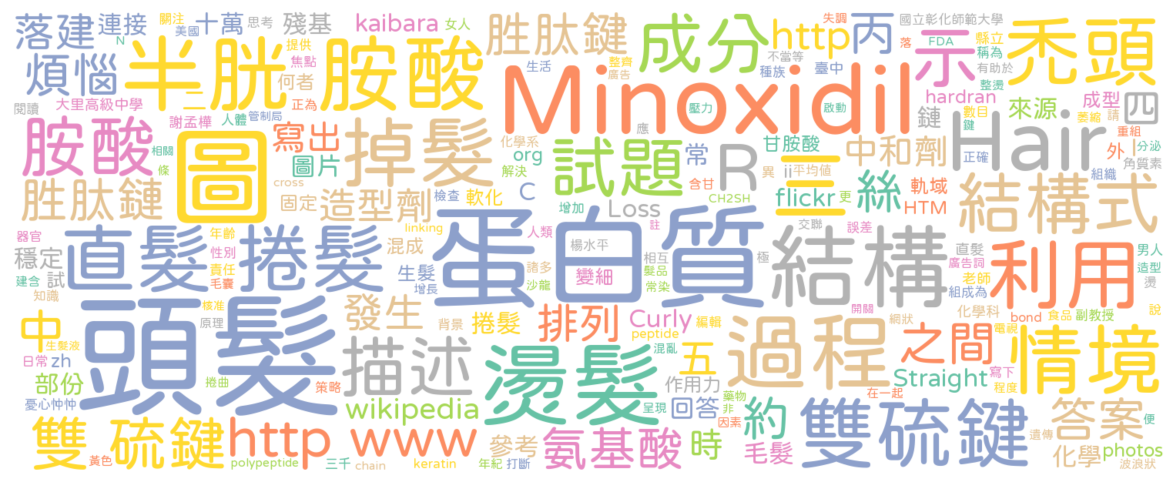 落建 連接 關注 思考 十萬 殘基 kaibara 女人 胜肽鍵 成分 http 丙 失調 落 國立彰化師範大學 示 FDA 縣立 稱為 有助於 禿頭
煩惱 N 美國 半胱胺酸 提供 焦點 何者 二 生活 整齊 廣告 不當等 種族 臺中 整燙 hardran 來源 成型
閱讀 大里高級中學 正為 管制局 Minoxidil 壓力 啟動 數目 鍵 請 萎縮 四
胺酸 謝孟樺 人體 寫出 化學系 應 鏈 Hair 重組 外 分泌
相關 條 圖 掉髮 圖片 org 解決 試題 常 R 甘胺酸 異 ii 平均值 中和劑 正確 角質素
胜肽鏈 cross 固定 造型劑 檢查 軟化 C 增加 Loss 含甘 CH2SH 三 flickr 更 絲 軌域 HTM 組織 結構式
器官 年齡 linking 蛋白質 人類 楊水平 註 相互 極 交聯 誤差 直髮 男人
穩定 直髮 性別 責任 捲髮 混成 生髮 諸多 變細 髮品 結構 廣告詞 老師 造型 利用
建含 試 毛囊 增長 沙龍 常染 組成為 燙
知識 頭髮 核准 發生 背景 捲髮 排列 Curly 編輯 網狀 開關 化學科 bond 食品 副教授 說
中 生髮液 原理 peptide 過程 之間 電視 情境
日常 zh 描述 燙髮 混亂 五 寫下
部份 捲曲 策略 作用力 藥物 Straight 程度
憂心忡忡 wikipedia 呈現 回答 非 約 在一起 雙硫鍵 答案 便
雙硫鍵 http www 參考 氨基酸 時 毛髮 因素 遺傳 化學 photos
黃色 polypeptide 三千 chain keratin 年紀 打斷 波浪狀